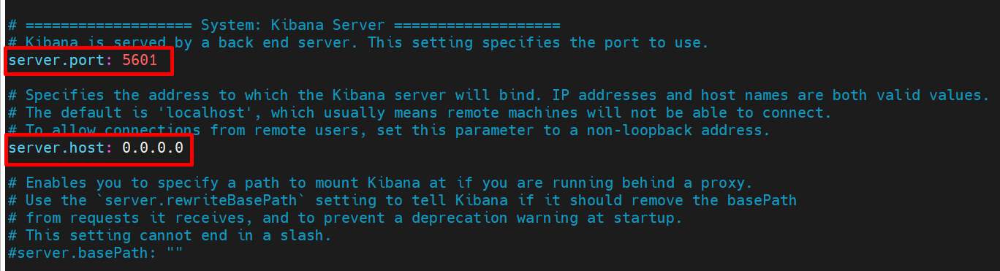 # =================== System: Kibana Server ===================
# Kibana is served by a back end server. This setting specifies the port to use.
server.port: 5601
# Specifies the address to which the Kibana server will bind. IP addresses and host names are both valid values.
# The default is 'localhost', which usually means remote machines will not be able to connect.
# To allow connections from remote users, set this parameter to a non-loopback address.
server.host: 0.0.0.0
# Enables you to specify a path to mount Kibana at if you are running behind a proxy.
# Use the `server.rewriteBasePath` setting to tell Kibana if it should remove the basePath
# from requests it receives, and to prevent a deprecation warning at startup.
# This setting cannot end in a slash.
#server.basePath: ""